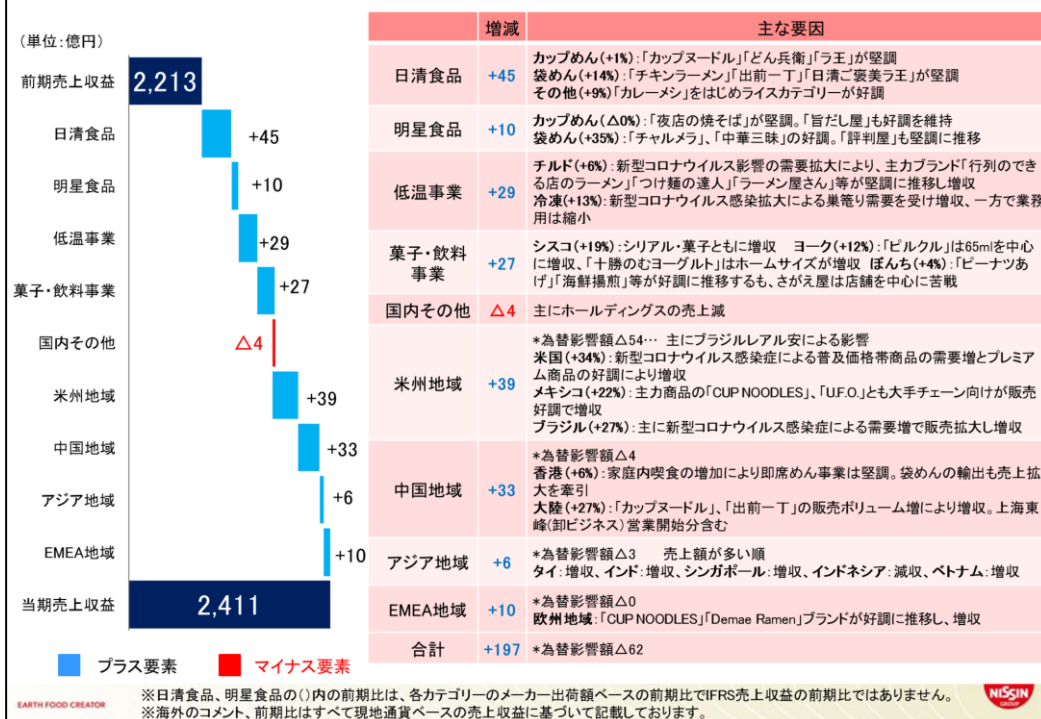 (単位:億円)
前期売上収益 2,213
日清食品 +45
明星食品 +10
低温事業 +29
菓子・飲料事業 +27
国内その他 △4
米州地域 +39
中国地域 +33
アジア地域 +6
EMEA地域 +10
当期売上収益 2,411
プラス要素 マイナス要素
増減 主な要因
日清食品 +45
カップめん(+1%):「カップヌードル」「どん兵衛」「ラ王」が堅調
袋めん(+14%):「チキンラーメン」「出前一丁」「日清ご褒美ラ王」が堅調
その他(+9%)「カレーメシ」をはじめライスカテゴリーが好調
明星食品 +10
カップめん(△0%):「夜店の焼そば」が堅調。「旨だし屋」も好調を維持
袋めん(+35%):「チャルメラ」、「中華三昧」の好調。「評判屋」も堅調に推移
低温事業 +29
チルド(+6%):新型コロナウイルス影響の需要拡大により、主力ブランド「行列のでき
る店のラーメン」「つけ麺の達人」「ラーメン屋さん」等が堅調に推移し増収
冷凍(+13%):新型コロナウイルス感染拡大による巣篭り需要を受け増収、一方で業務
用は縮小
菓子・飲料
事業
+27
シスコ(+19%):シリアル・菓子ともに増収 ヨーク(+12%):「ピルクル」は65mlを中心
に増収、「十勝のむヨーグルト」はホームサイズが増収 ぼんち(+4%):「ピーナツあ
げ」「海鮮揚煎」等が好調に推移するも、さがえ屋は店舗を中心に苦戦
国内その他 △4 主にホールディングスの売上減
米州地域 +39
*為替影響額△54… 主にブラジルレアル安による影響
米国(+34%):新型コロナウイルス感染症による普及価格帯商品の需要増とプレミア
ム商品の好調により増収
メキシコ(+22%):主力商品の「CUP NOODLES」、「U.F.O.」とも大手チェーン向けが販売
好調で増収
ブラジル(+27%):主に新型コロナウイルス感染症による需要増で販売拡大し増収
中国地域 +33
*為替影響額△4
香港(+6%):家庭内喫食の増加により即席めん事業は堅調。袋めんの輸出も売上拡
大を牽引
大陸(+27%):「カップヌードル」、「出前一丁」の販売ボリューム増により増収。上海東
峰(卸ビジネス)営業開始分含む
アジア地域 +6
*為替影響額△3 売上額が多い順
タイ:増収、インド:増収、シンガポール:増収、インドネシア:減収、ベトナム:増収
EMEA地域 +10
*為替影響額△0
欧州地域:「CUP NOODLES」「Demae Ramen」ブランドが好調に推移し、増収
合計 +197 *為替影響額△62
※日清食品、明星食品の()内の前期比は、各カテゴリーのメーカー出荷額ベースの前期比でIFRS売上収益の前期比ではありません。
※海外のコメント、前期比はすべて現地通貨ベースの売上収益に基づいて記載しております。
EARTH FOOD CREATOR
NISSIN
GROUP